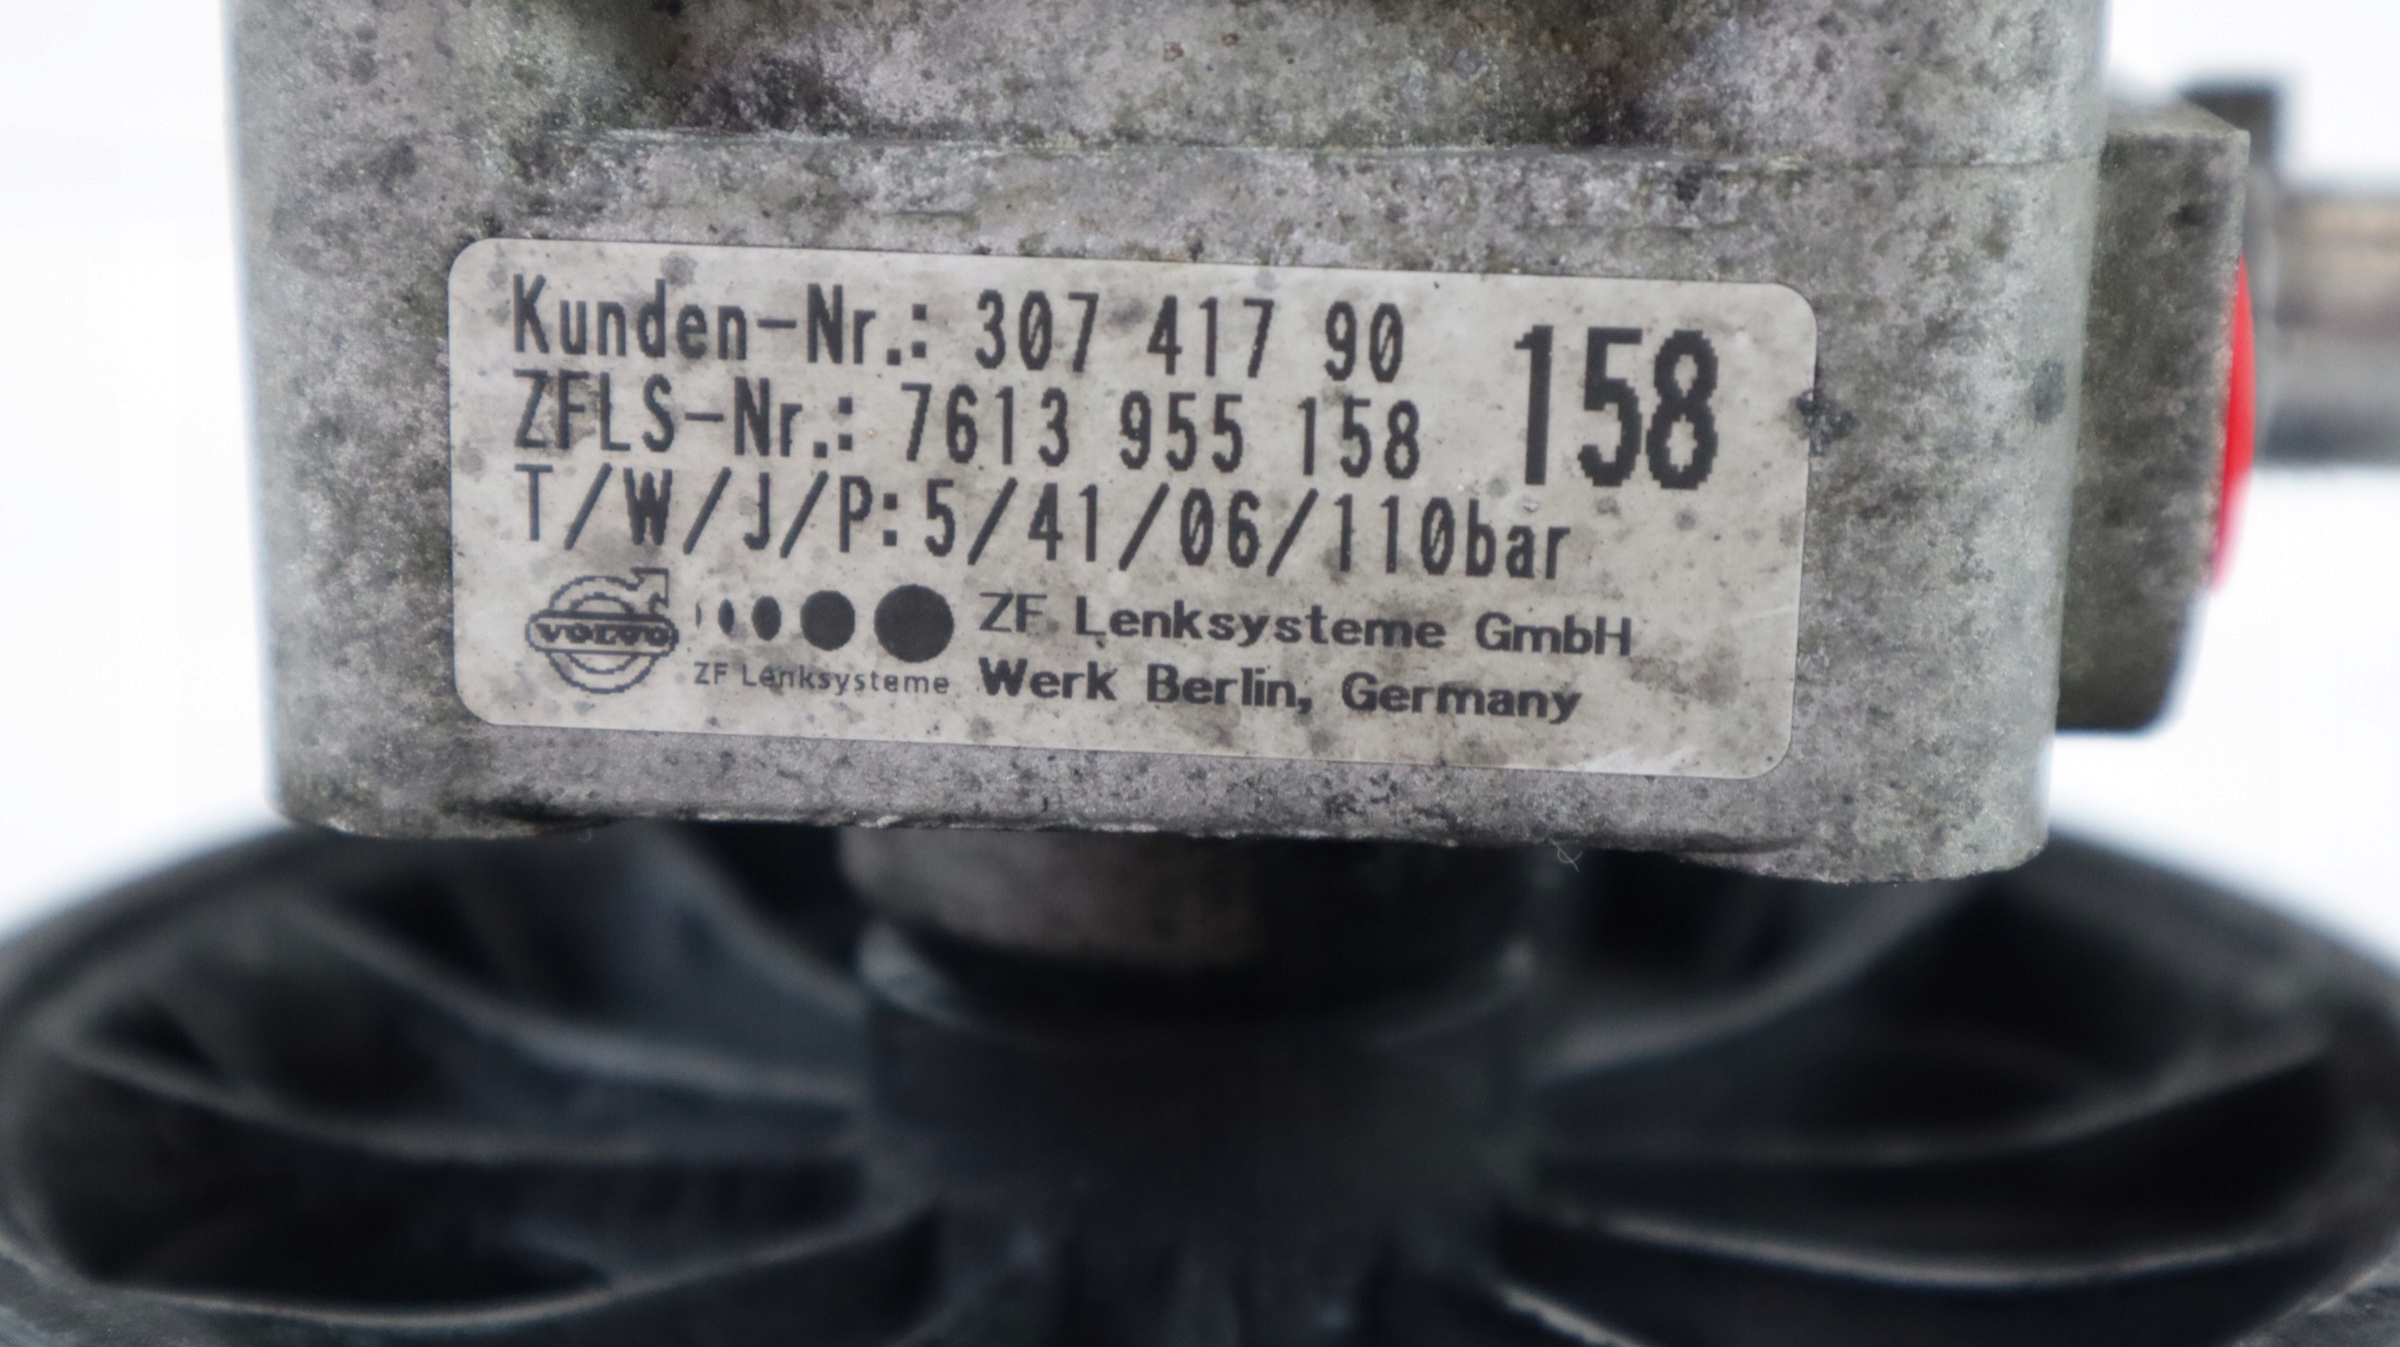 Kunden-Nr.: 307 417 90
ZFLS-Nr.: 7613 955 158
158
T/W/J/P: 5/41/06/110bar
VOLVO
ZF Lenksysteme
ZF Lenksysteme GmbH
Werk Berlin, Germany